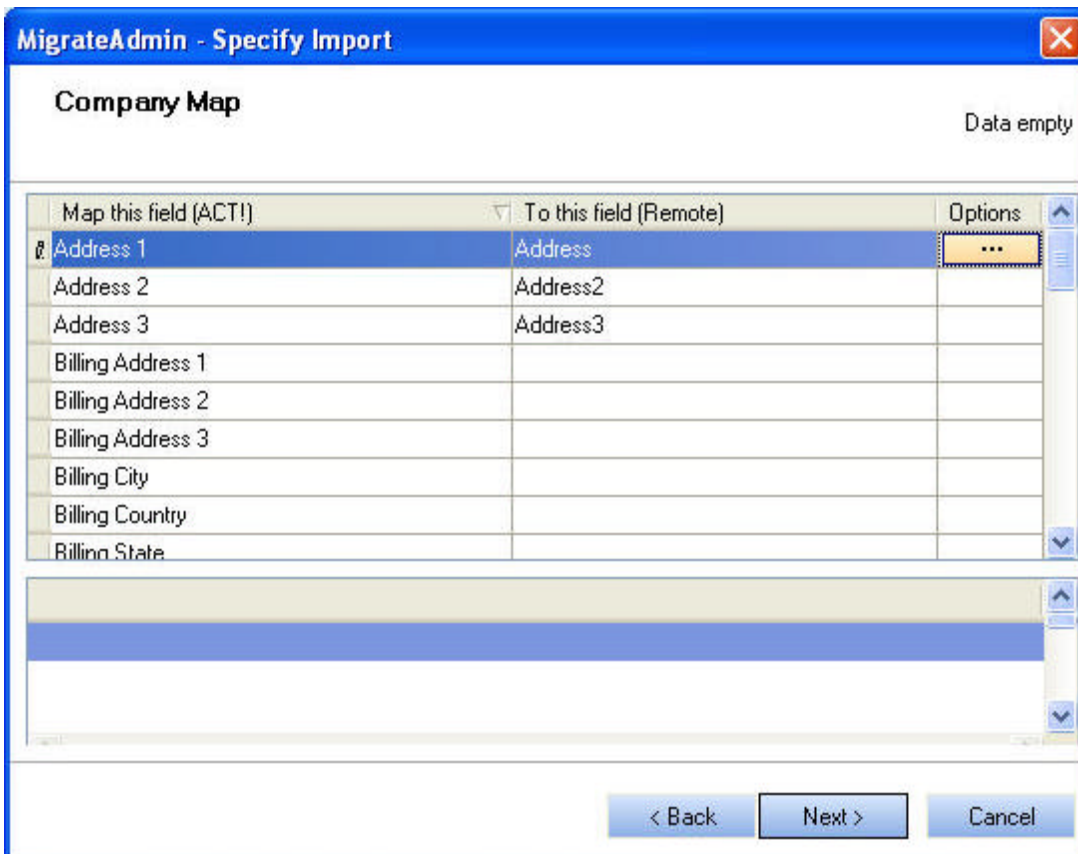 MigrateAdmin - Specify Import
Company Map
Data empty
Map this field (ACT!) To this field (Remote) Options
Address 1 Address ...
Address 2 Address2
Address 3 Address3
Billing Address 1
Billing Address 2
Billing Address 3
Billing City
Billing Country
Billing State
< Back Next > Cancel